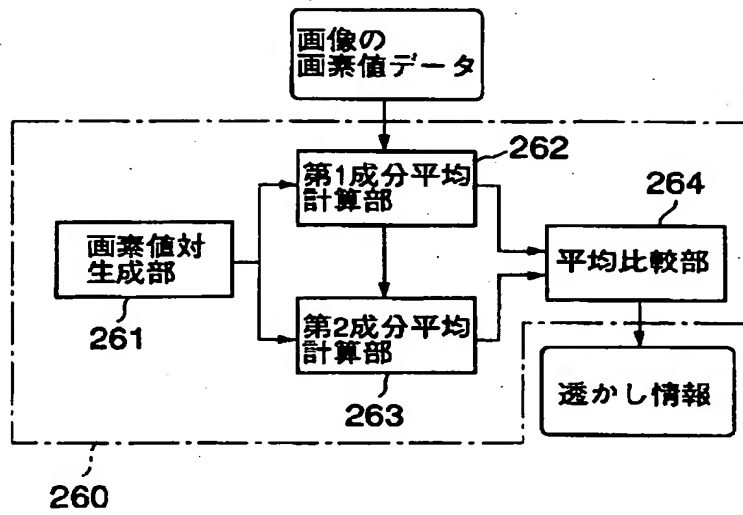 画像の
画素値データ
262
第1成分平均
計算部
264
画素値対
生成部
平均比較部
261
第2成分平均
計算部
263
透かし情報
260